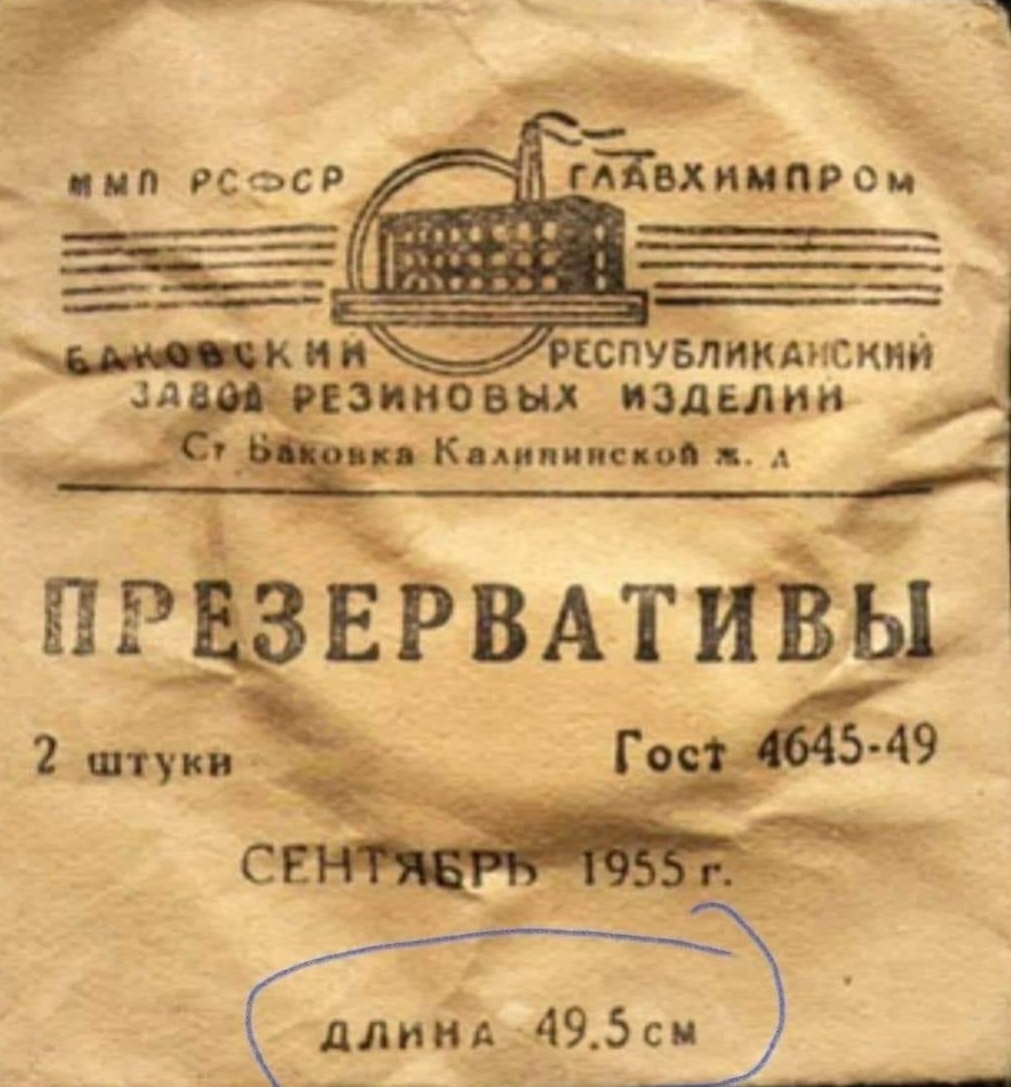 ММП РСФСР ГЛАВХИМПРОМ
БАКОВСКИЙ РЕСПУБЛИКАНСКИЙ
ЗАВОД РЕЗИНОВЫХ ИЗДЕЛИЙ
Ст Баковка Калининской ж. д
ПРЕЗЕРВАТИВЫ
2 штуки Гост 4645-49
СЕНТЯБРЬ 1955 г.
ДЛИНА 49.5 см